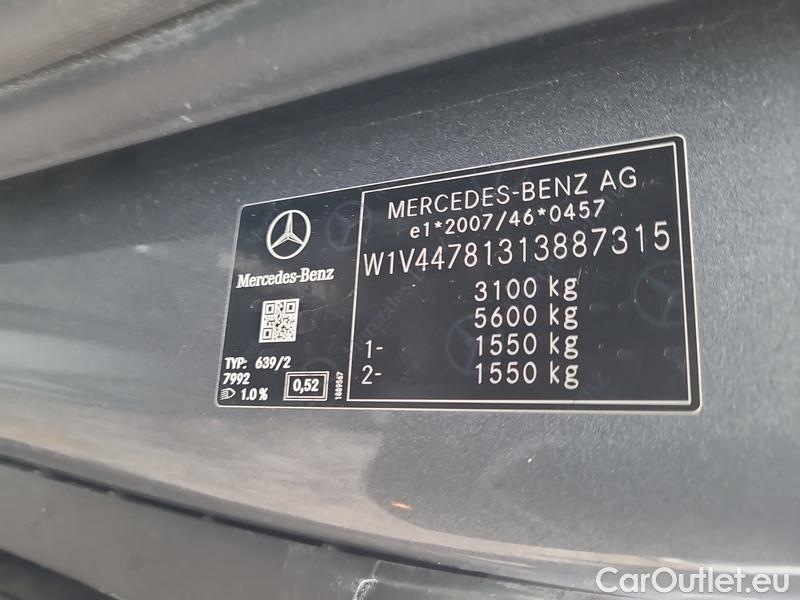 MERCEDES-BENZ AG
e1*2007/46*0457
W1V44781313887315
3100 kg
5600 kg
1- 1550 kg
2- 1550 kg
Mercedes-Benz
TYP: 639/2
7992
1.0 %
0,52
1889567
CarOutlet.eu